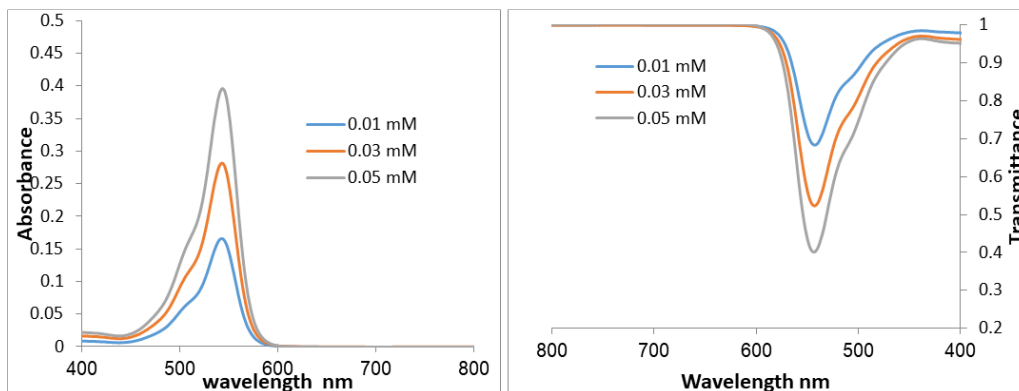 0.5
0.45
0.4
0.35
0.3
0.25
0.2
0.15
0.1
0.05
0
Absorbance
0.01 mM
0.03 mM
0.05 mM
400 500 600 700 800
wavelength nm
1
0.9
0.8
0.7
0.6
0.5
0.4
0.3
0.2
Transmittance
0.01 mM
0.03 mM
0.05 mM
800 700 600 500 400
Wavelength nm